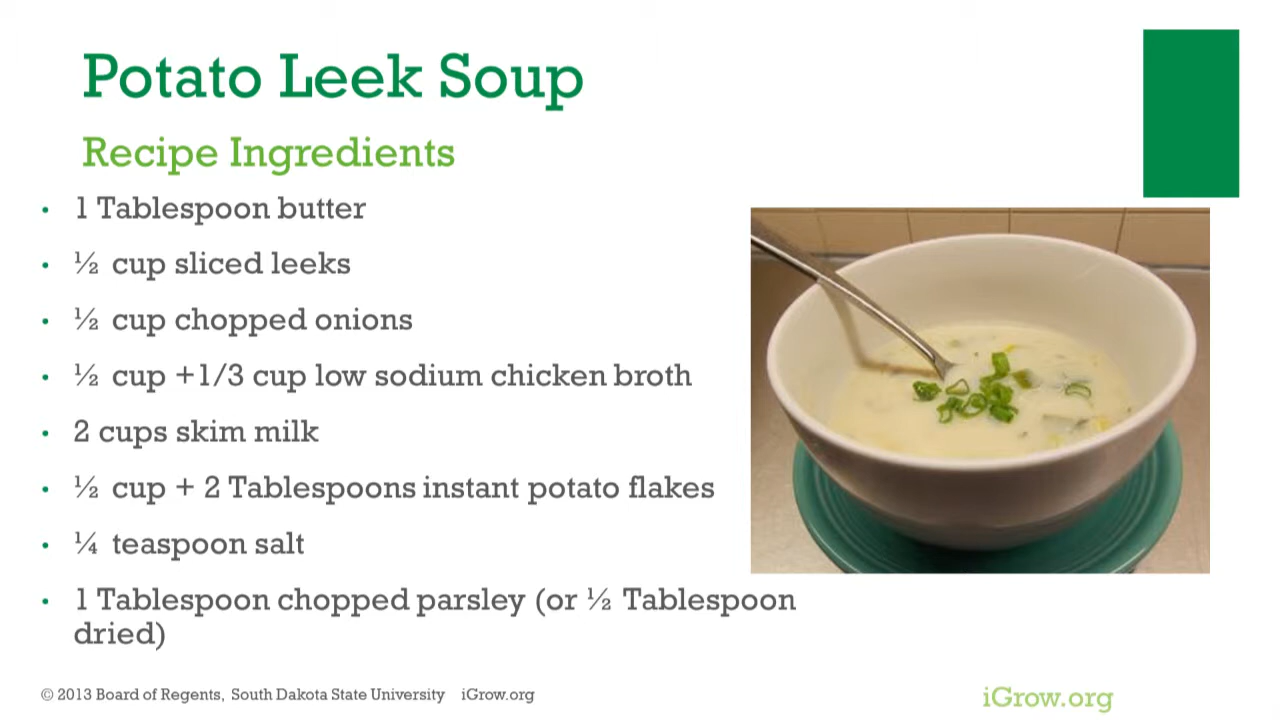 Potato Leek Soup
Recipe Ingredients
• 1 Tablespoon butter
• ½ cup sliced leeks
• ½ cup chopped onions
• ½ cup +1/3 cup low sodium chicken broth
• 2 cups skim milk
• ½ cup + 2 Tablespoons instant potato flakes
• ¼ teaspoon salt
• 1 Tablespoon chopped parsley (or ½ Tablespoon
dried)
© 2013 Board of Regents, South Dakota State University iGrow.org
iGrow.org